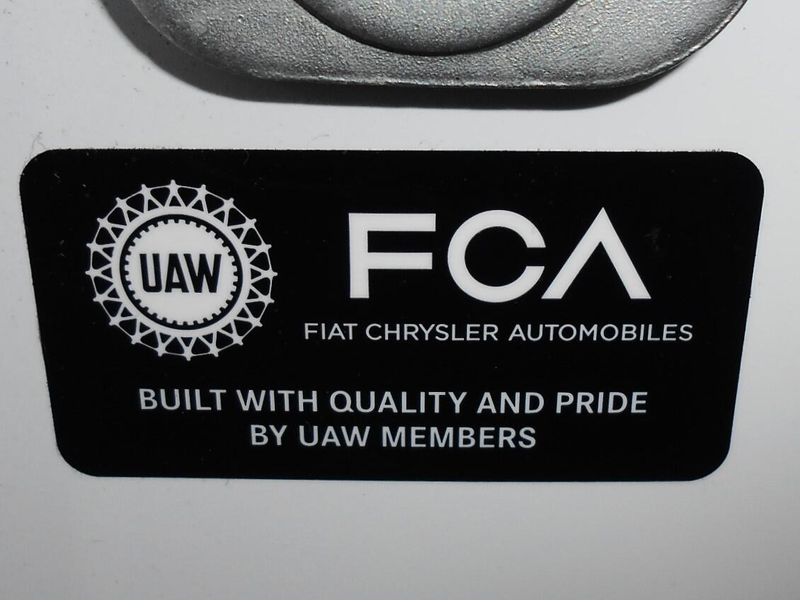 UAW
FCA
FIAT CHRYSLER AUTOMOBILES
BUILT WITH QUALITY AND PRIDE
BY UAW MEMBERS